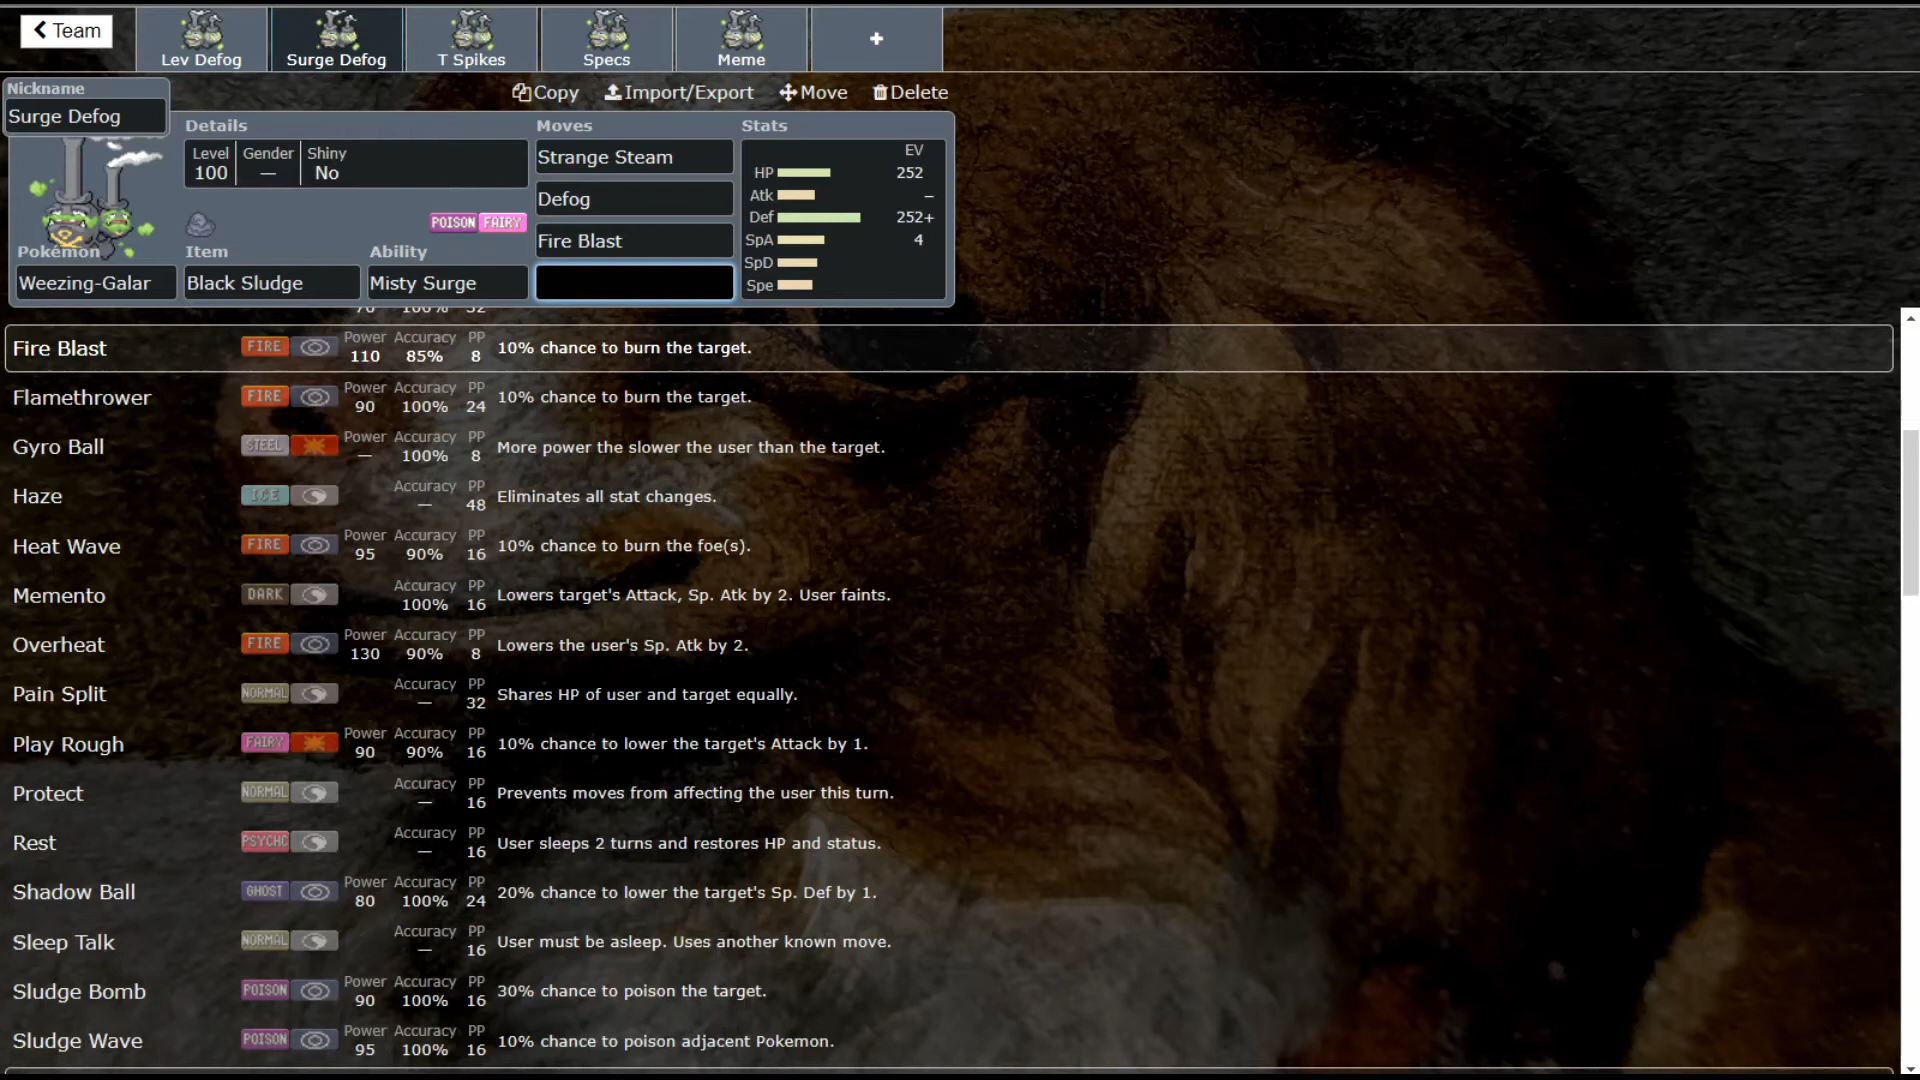 Team
Lev Defog
Surge Defog
T Spikes
Specs
Meme
+
Nickname
Surge Defog
Copy
Import/Export
Move
Delete
Details
Moves
Stats
Level Gender Shiny
100 — No
Strange Steam
Defog
Fire Blast
EV
HP 252
Atk –
Def 252+
SpA 4
SpD
Spe
POISON FAIRY
Pokémon
Item
Ability
Weezing-Galar
Black Sludge
Misty Surge
Power Accuracy PP
Fire Blast FIRE 110 85% 8 10% chance to burn the target.
Power Accuracy PP
Flamethrower FIRE 90 100% 24 10% chance to burn the target.
Power Accuracy PP
Gyro Ball STEEL — 100% 8 More power the slower the user than the target.
Accuracy PP
Haze ICE — 48 Eliminates all stat changes.
Power Accuracy PP
Heat Wave FIRE 95 90% 16 10% chance to burn the foe(s).
Accuracy PP
Memento DARK 100% 16 Lowers target's Attack, Sp. Atk by 2. User faints.
Power Accuracy PP
Overheat FIRE 130 90% 8 Lowers the user's Sp. Atk by 2.
Accuracy PP
Pain Split NORMAL — 32 Shares HP of user and target equally.
Power Accuracy PP
Play Rough FAIRY 90 90% 16 10% chance to lower the target's Attack by 1.
Accuracy PP
Protect NORMAL — 16 Prevents moves from affecting the user this turn.
Accuracy PP
Rest PSYCHC — 16 User sleeps 2 turns and restores HP and status.
Power Accuracy PP
Shadow Ball GHOST 80 100% 24 20% chance to lower the target's Sp. Def by 1.
Accuracy PP
Sleep Talk NORMAL — 16 User must be asleep. Uses another known move.
Power Accuracy PP
Sludge Bomb POISON 90 100% 16 30% chance to poison the target.
Power Accuracy PP
Sludge Wave POISON 95 100% 16 10% chance to poison adjacent Pokemon.